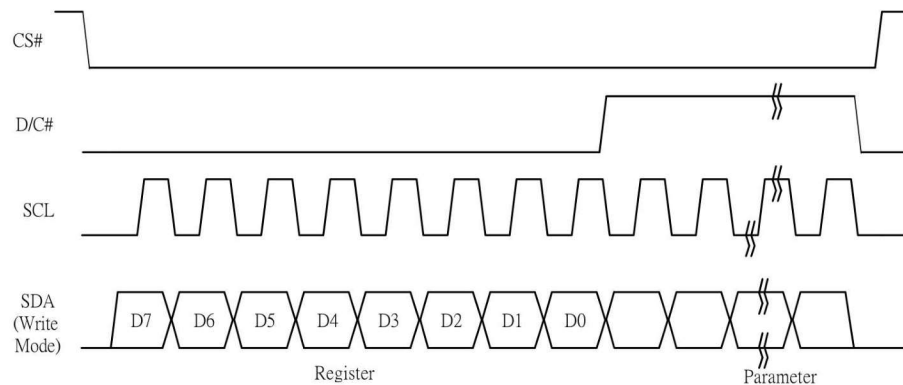 CS#
D/C#
SCL
SDA
(Write
Mode)
D7 D6 D5 D4 D3 D2 D1 D0
Register Parameter